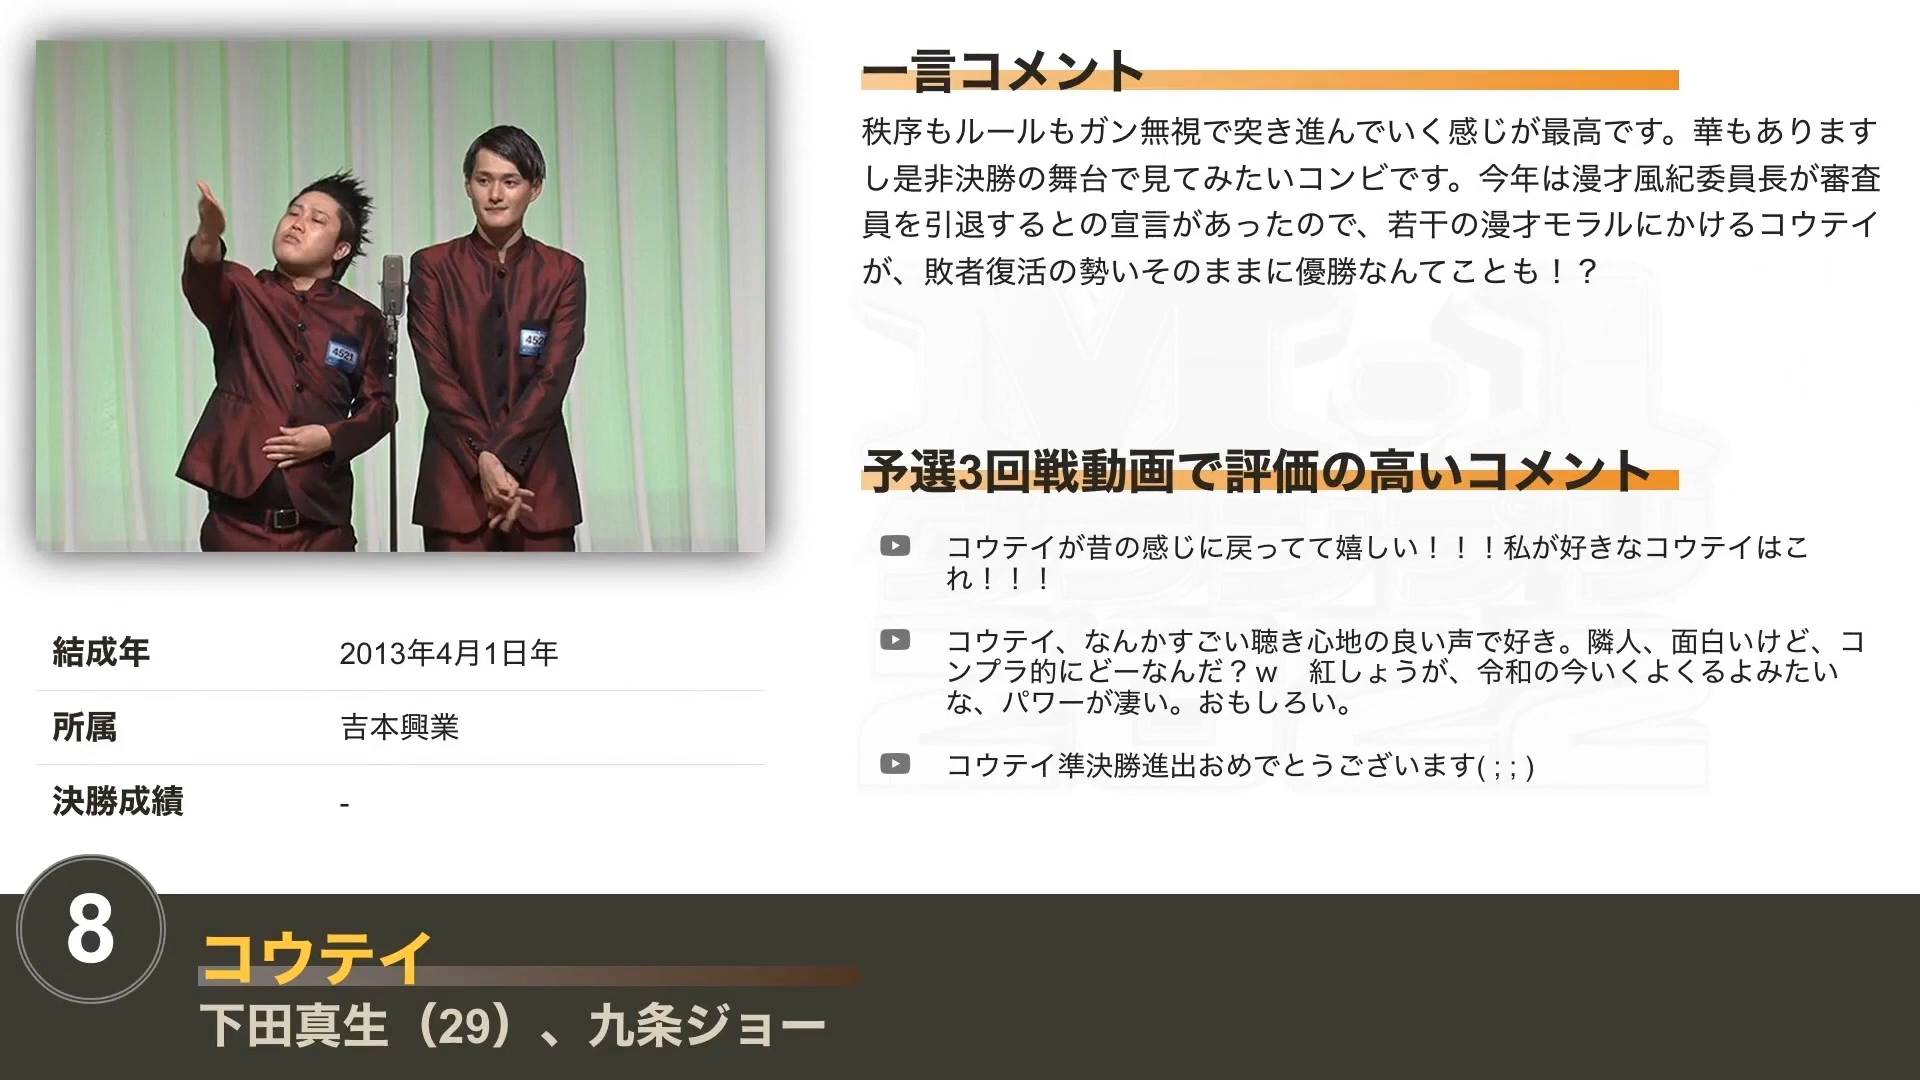 一言コメント
秩序もルールもガン無視で突き進んでいく感じが最高です。華もあります
し是非決勝の舞台で見てみたいコンビです。今年は漫才風紀委員長が審査
員を引退するとの宣言があったので、若干の漫才モラルにかけるコウテイ
が、敗者復活の勢いそのままに優勝なんてことも！？
予選3回戦動画で評価の高いコメント
コウテイが昔の感じに戻ってて嬉しい！！！私が好きなコウテイはこ
れ！！！
コウテイ、なんかすごい聴き心地の良い声で好き。隣人、面白いけど、コ
ンプラ的にどーなんだ？ｗ　紅しょうが、令和の今いくよくるよみたい
な、パワーが凄い。おもしろい。
コウテイ準決勝進出おめでとうございます( ; ; )
4521
452
結成年 2013年4月1日年
所属 吉本興業
決勝成績 -
8
コウテイ
下田真生（29）、九条ジョー